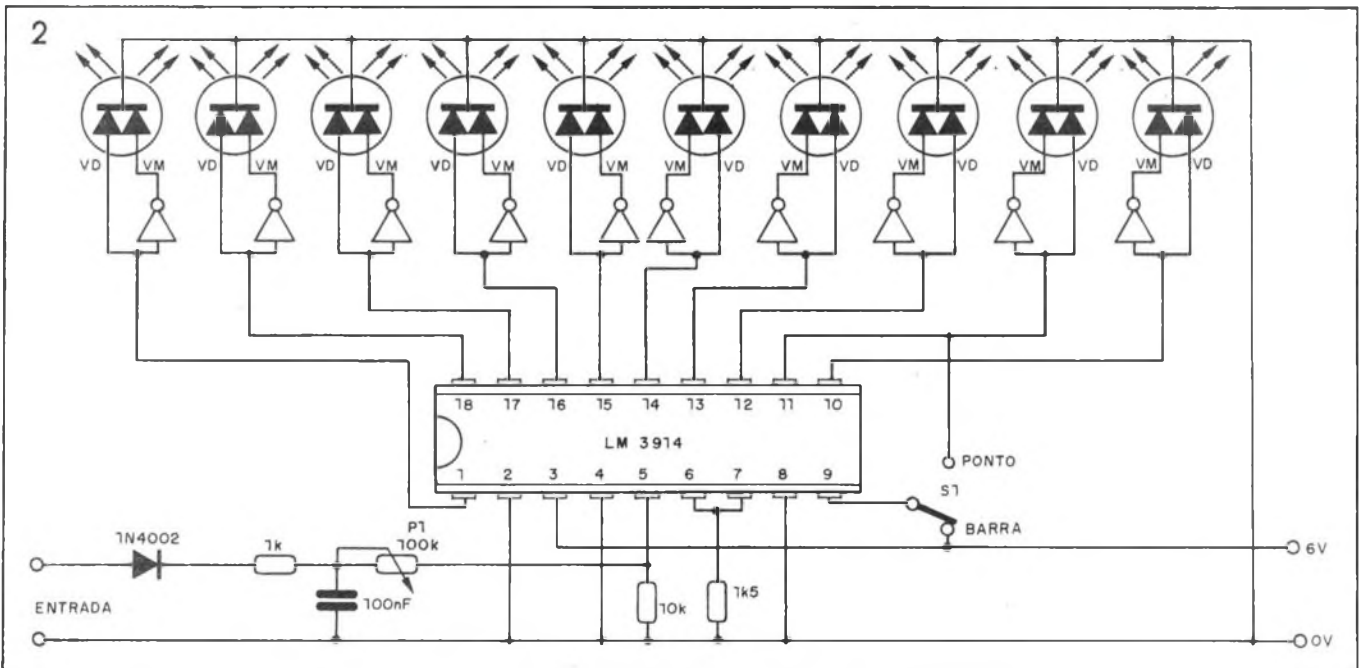 2
VD VM VD VM VD VM VD VM VD VM VM VD VM VD VM VD VM VD VM VD
18 17 16 15 14 13 12 11 10
LM 3914
1 2 3 4 5 6 7 8 9
PONTO
S1
BARRA
P1
1N4002
1k
100k
6V
100nF
10k
1k5
ENTRADA
0V